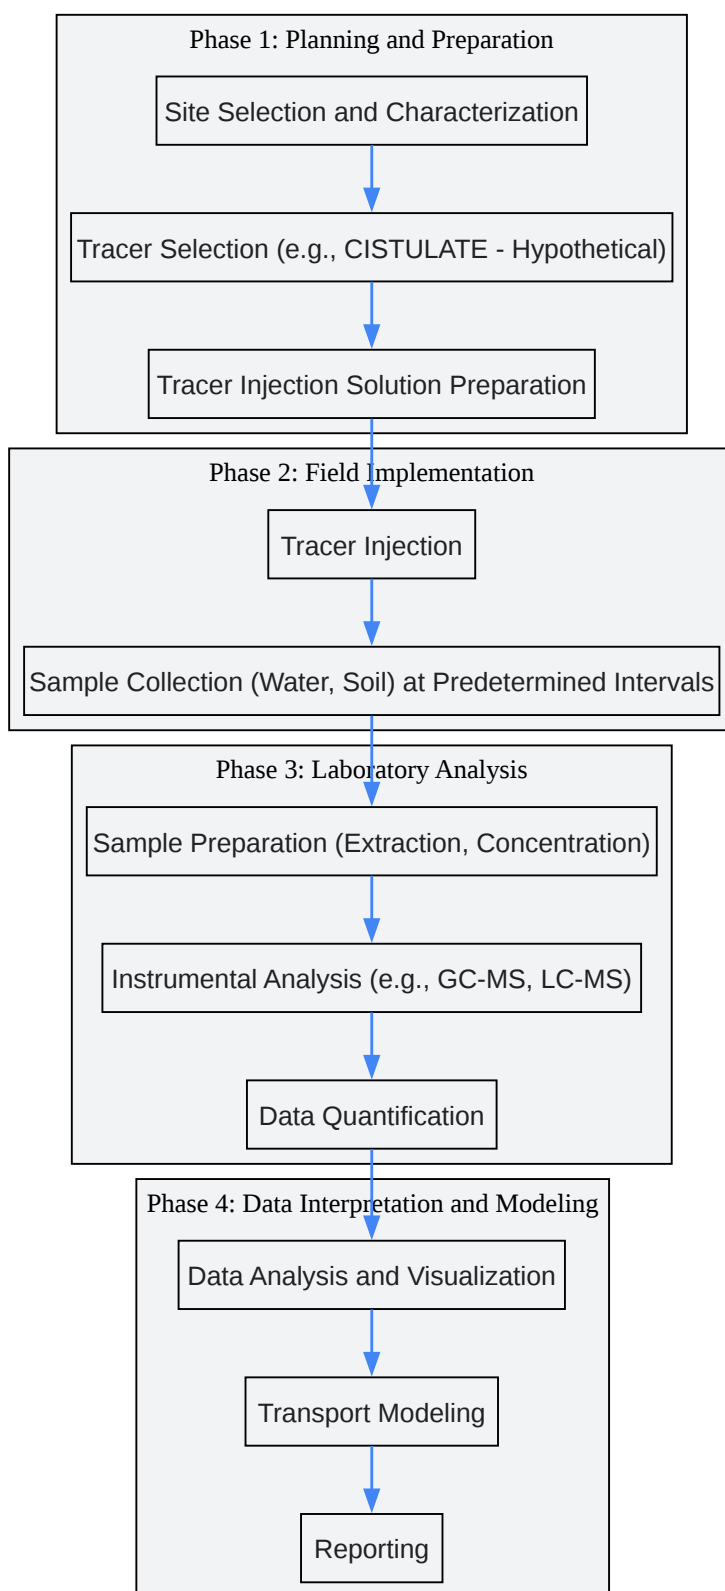 Phase 1: Planning and Preparation
Site Selection and Characterization
Tracer Selection (e.g., CISTULATE - Hypothetical)
Tracer Injection Solution Preparation
Phase 2: Field Implementation
Tracer Injection
Sample Collection (Water, Soil) at Predetermined Intervals
Phase 3: Laboratory Analysis
Sample Preparation (Extraction, Concentration)
Instrumental Analysis (e.g., GC-MS, LC-MS)
Data Quantification
Phase 4: Data Interpretation and Modeling
Data Analysis and Visualization
Transport Modeling
Reporting